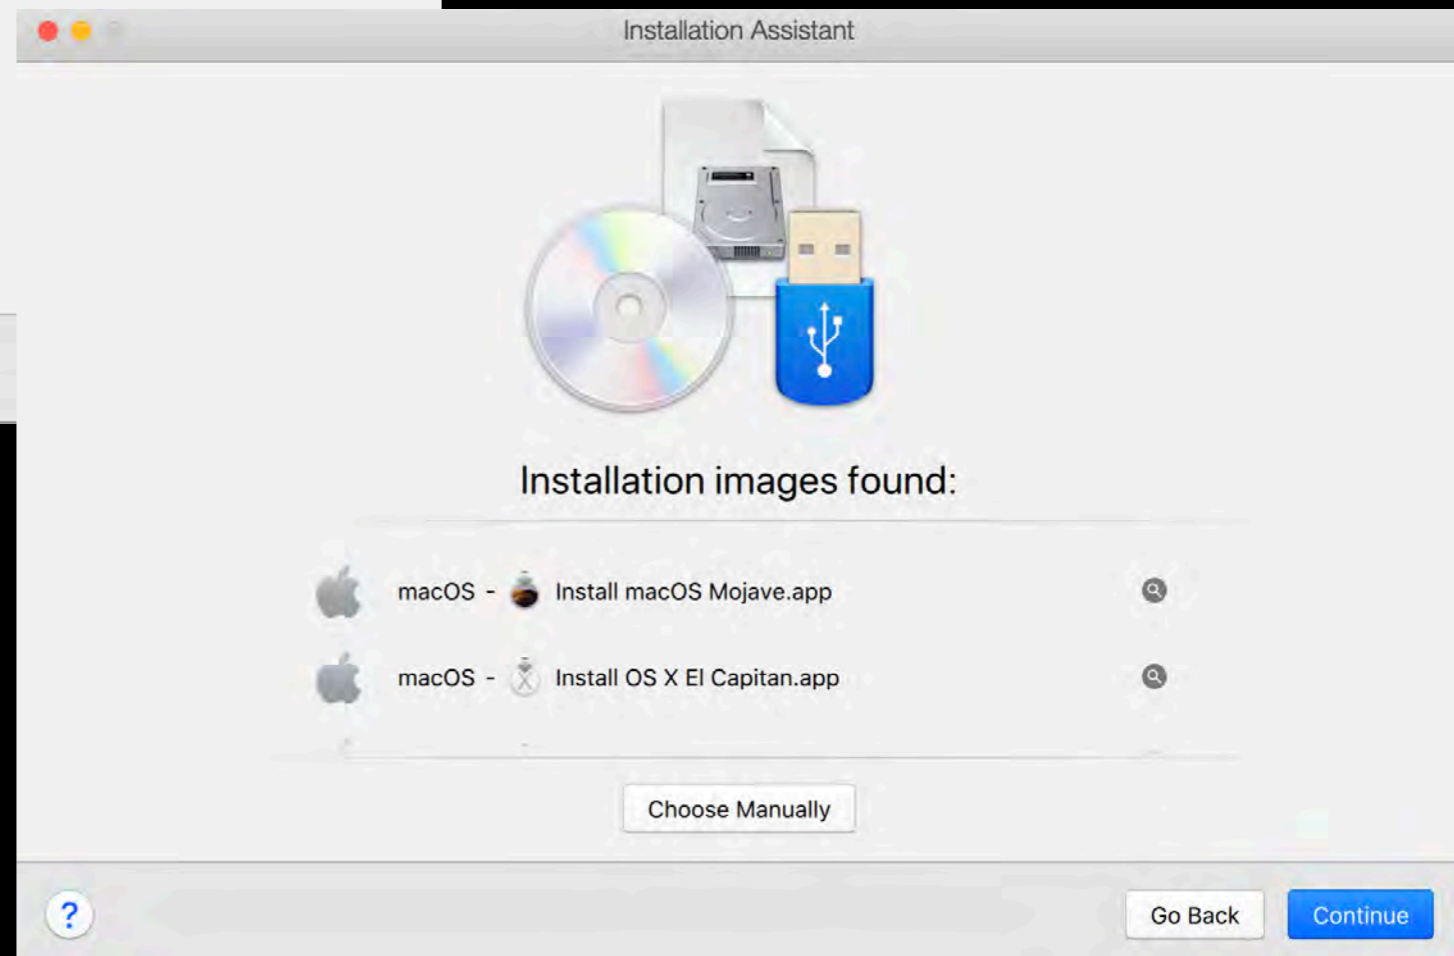 Installation Assistant
Installation images found:
macOS - Install macOS Mojave.app
macOS - Install OS X El Capitan.app
Choose Manually
?
Go Back
Continue